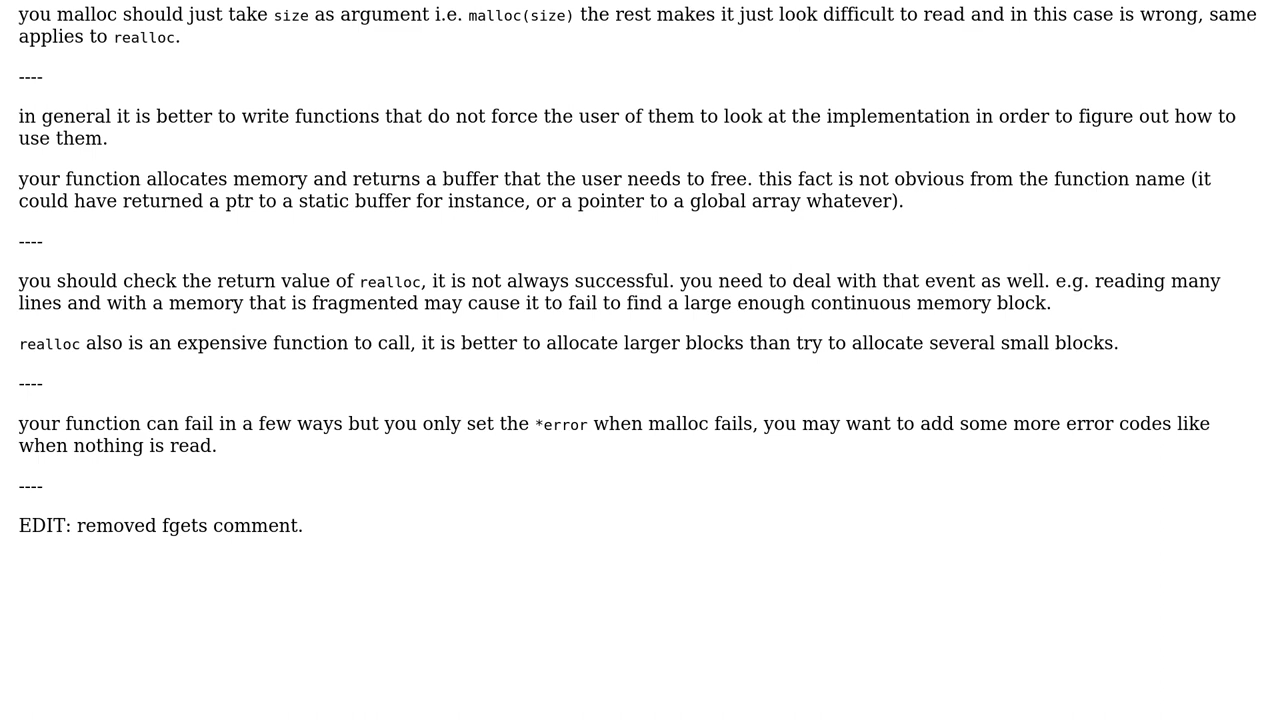 you malloc should just take size as argument i.e. malloc(size) the rest makes it just look difficult to read and in this case is wrong, same
applies to realloc.
----
in general it is better to write functions that do not force the user of them to look at the implementation in order to figure out how to
use them.
your function allocates memory and returns a buffer that the user needs to free. this fact is not obvious from the function name (it
could have returned a ptr to a static buffer for instance, or a pointer to a global array whatever).
----
you should check the return value of realloc, it is not always successful. you need to deal with that event as well. e.g. reading many
lines and with a memory that is fragmented may cause it to fail to find a large enough continuous memory block.
realloc also is an expensive function to call, it is better to allocate larger blocks than try to allocate several small blocks.
----
your function can fail in a few ways but you only set the *error when malloc fails, you may want to add some more error codes like
when nothing is read.
----
EDIT: removed fgets comment.